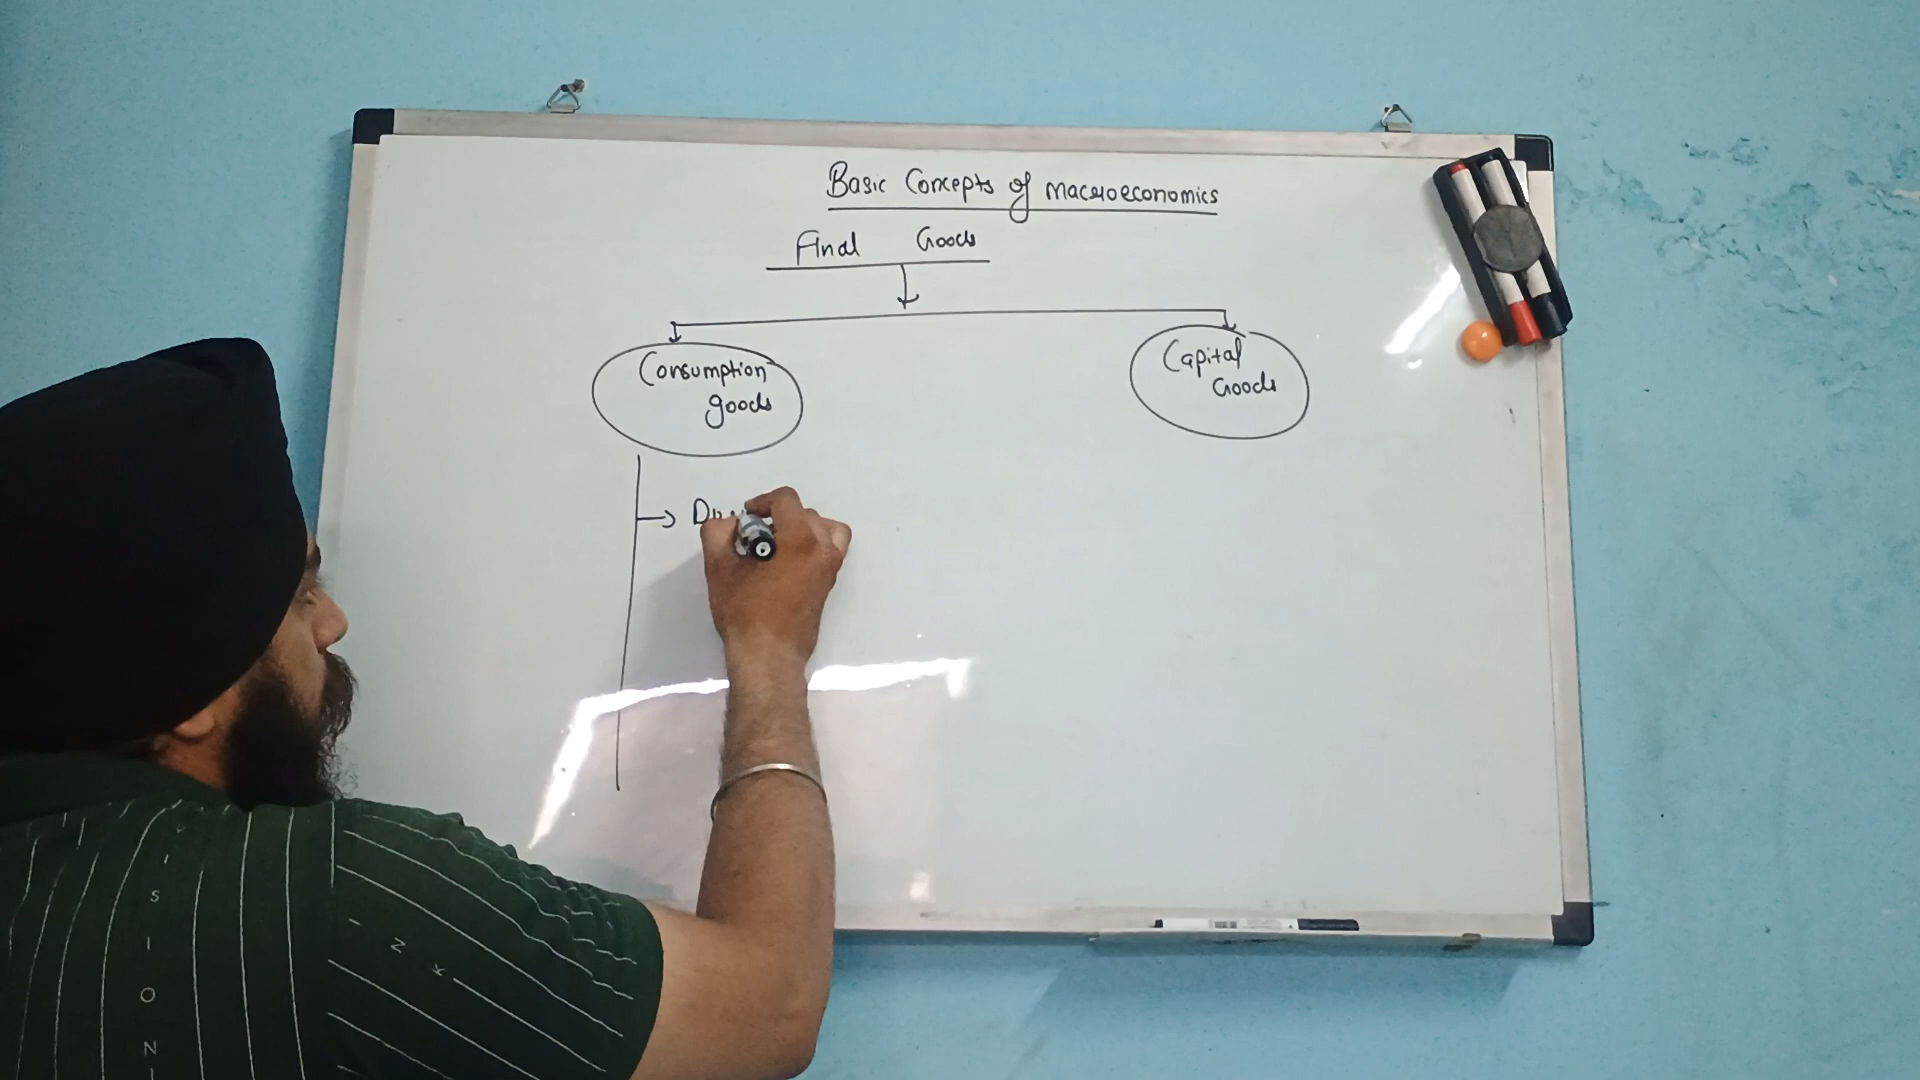 Basic Concepts of macroeconomics
Final Goods
Consumption
goods
Capital
Goods